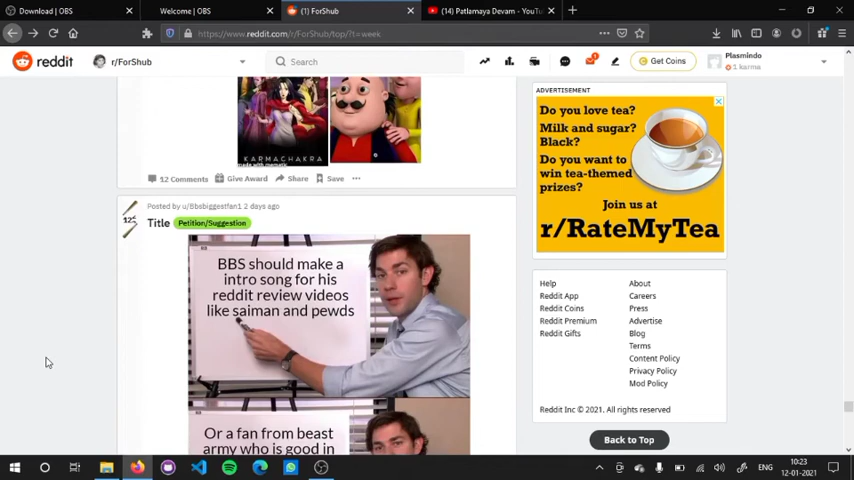 Download | OBS
Welcome | OBS
(1) ForShub
(14) Patlamaya Devam - YouT
https://www.reddit.com/r/ForShub/top/?t=week
reddit
r/ForShub
Search
Get Coins
Plasmindo
1 karma
KARMACHAKRA
12 Comments
Give Award
Share
Save
Posted by u/Bbsbiggestfan1 2 days ago
125
Title
Petition/Suggestion
BBS should make a
intro song for his
reddit review videos
like saiman and pewds
Or a fan from beast
army who is good in
ADVERTISEMENT
Do you love tea?
Milk and sugar?
Black?
Do you want to
win tea-themed
prizes?
Join us at
r/RateMyTea
Help
About
Reddit App
Careers
Reddit Coins
Press
Reddit Premium
Advertise
Reddit Gifts
Blog
Terms
Content Policy
Privacy Policy
Mod Policy
Reddit Inc © 2021. All rights reserved
Back to Top
ENG
10:23
12-01-2021